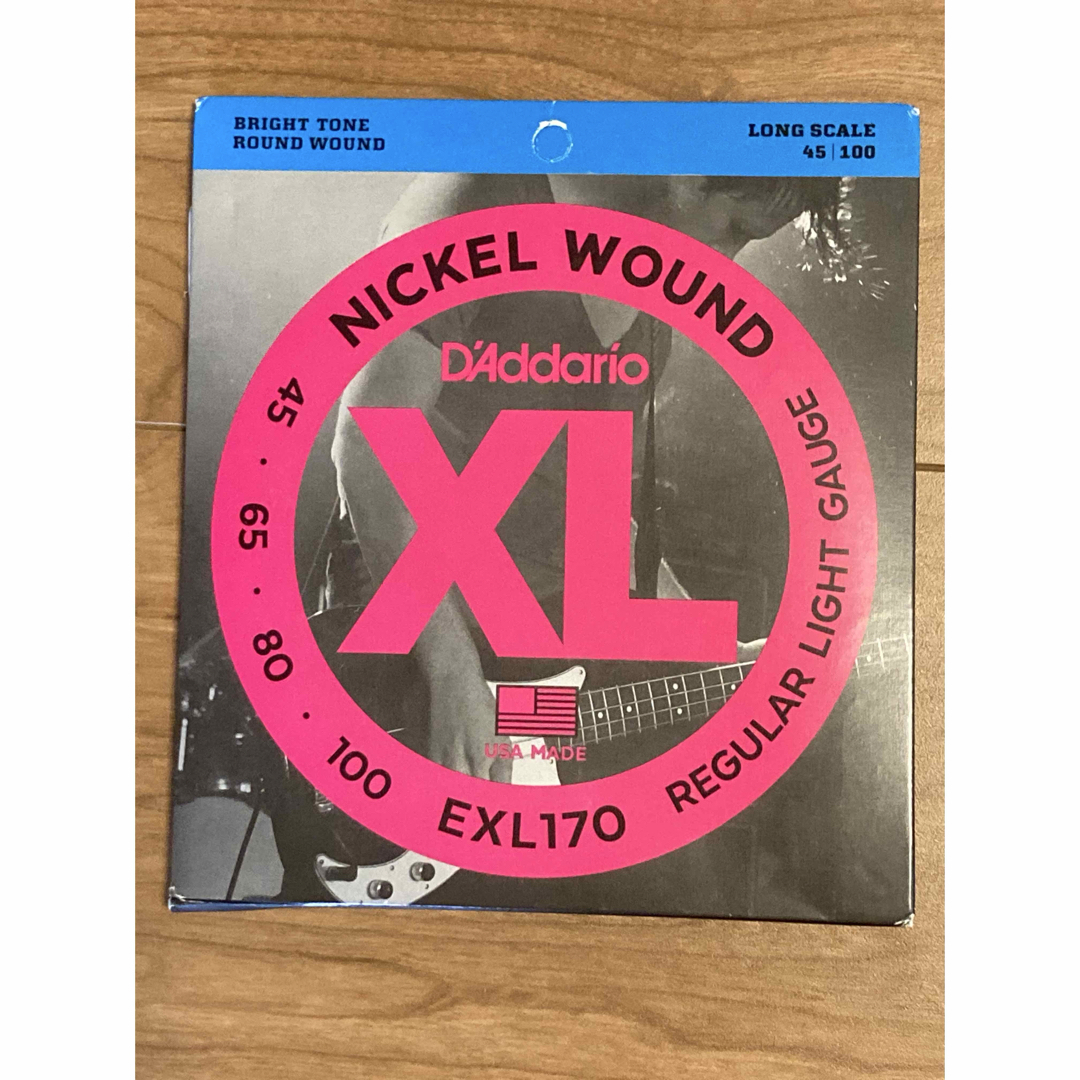 BRIGHT TONE
ROUND WOUND
LONG SCALE
45 | 100
NICKEL WOUND
D'Addario
XL
USA MADE
45 · 65 · 80 · 100
EXL170
REGULAR LIGHT GAUGE